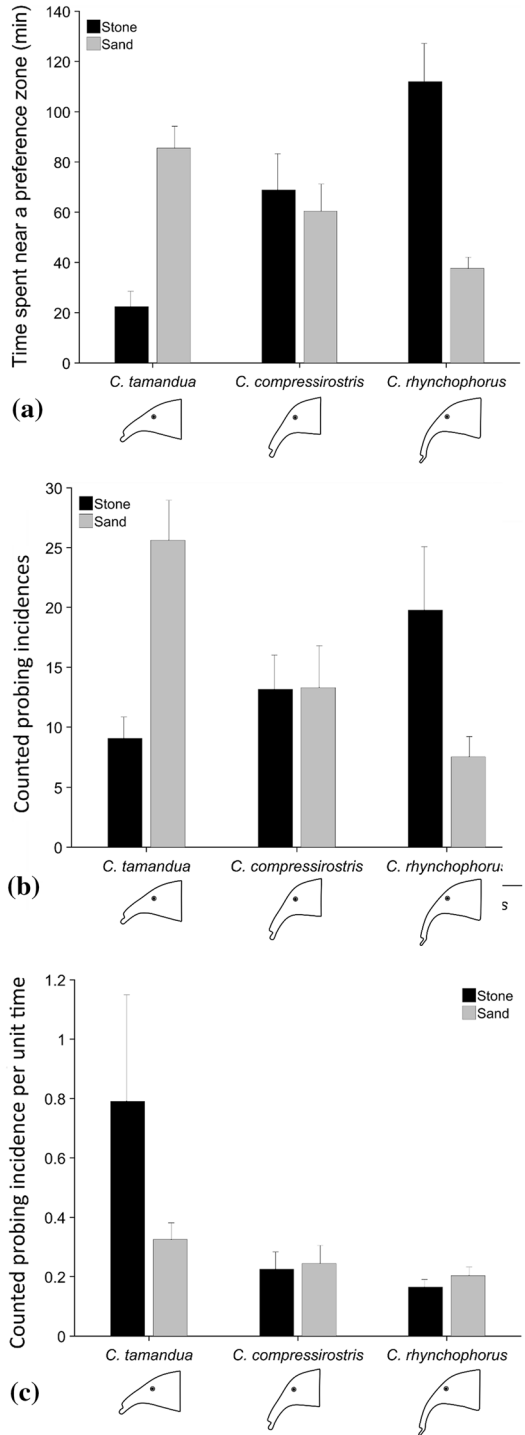 Time spent near a preference zone (min)
140
120
100
80
60
40
20
0
Stone
Sand
C. tamandua C. compressirostris C. rhynchophorus
(a)
Counted probing incidences
30
25
20
15
10
5
0
Stone
Sand
C. tamandua C. compressirostris C. rhynchophorus
s
(b)
Counted probing incidence per unit time
1.2
1
0.8
0.6
0.4
0.2
0
Stone
Sand
C. tamandua C. compressirostris C. rhynchophorus
(c)